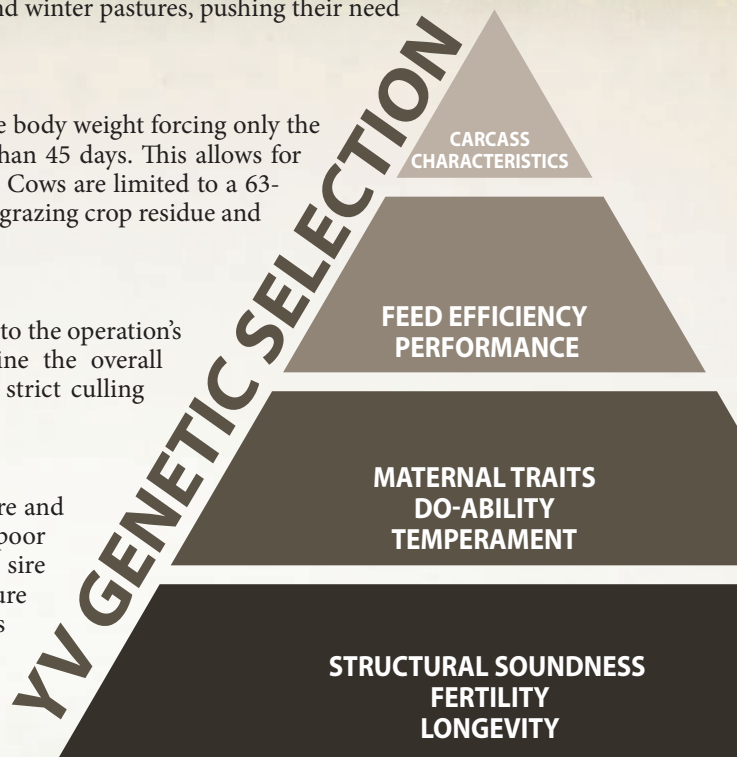 nd winter pastures, pushing their need
e body weight forcing only the
han 45 days. This allows for
Cows are limited to a 63-
grazing crop residue and
to the operation's
ine the overall
strict culling
re and
poor
sire
ure
s
YV GENETIC SELECTION
CARCASS
CHARACTERISTICS
FEED EFFICIENCY
PERFORMANCE
MATERNAL TRAITS
DO-ABILITY
TEMPERAMENT
STRUCTURAL SOUNDNESS
FERTILITY
LONGEVITY